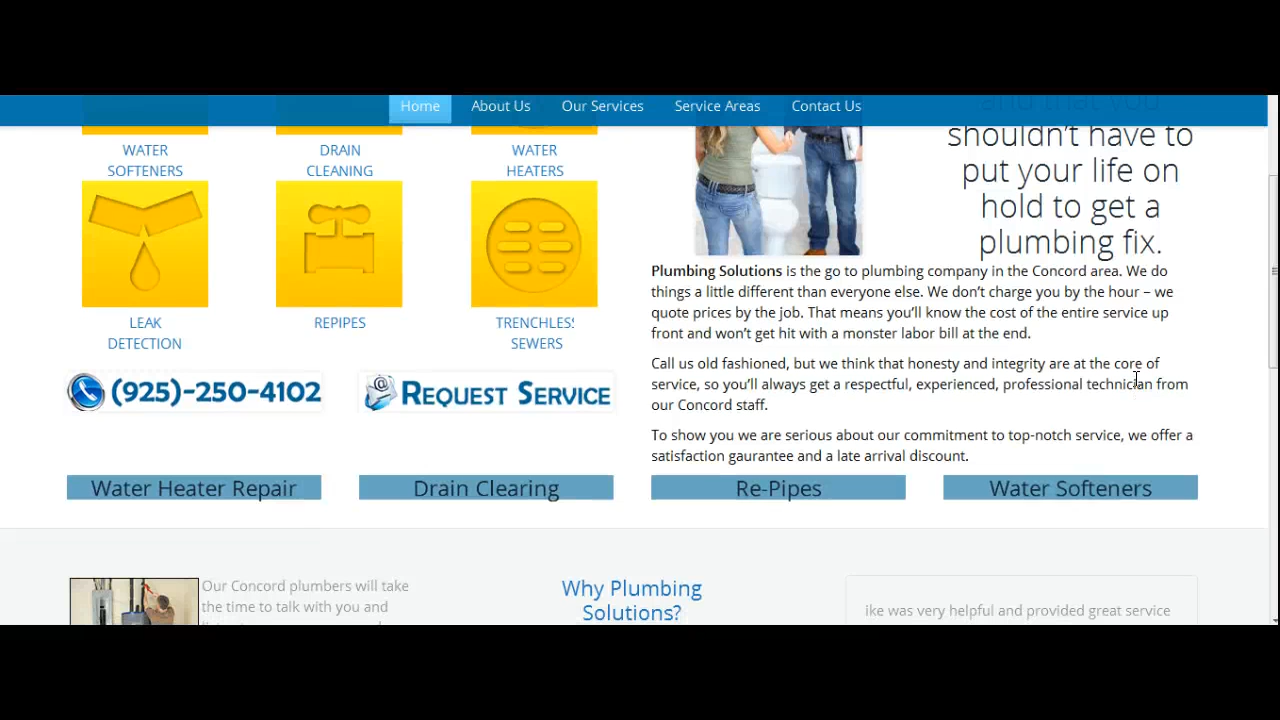 Home About Us Our Services Service Areas Contact Us
and that you
shouldn't have to
put your life on
hold to get a
plumbing fix.
WATER
SOFTENERS
DRAIN
CLEANING
WATER
HEATERS
LEAK
DETECTION
REPIPES
TRENCHLESS
SEWERS
(925)-250-4102
REQUEST SERVICE
Plumbing Solutions is the go to plumbing company in the Concord area. We do
things a little different than everyone else. We don't charge you by the hour – we
quote prices by the job. That means you'll know the cost of the entire service up
front and won't get hit with a monster labor bill at the end.
Call us old fashioned, but we think that honesty and integrity are at the core of
service, so you'll always get a respectful, experienced, professional technician from
our Concord staff.
To show you we are serious about our commitment to top-notch service, we offer a
satisfaction gaurantee and a late arrival discount.
Water Heater Repair
Drain Clearing
Re-Pipes
Water Softeners
Our Concord plumbers will take
the time to talk with you and
Why Plumbing
Solutions?
ike was very helpful and provided great service